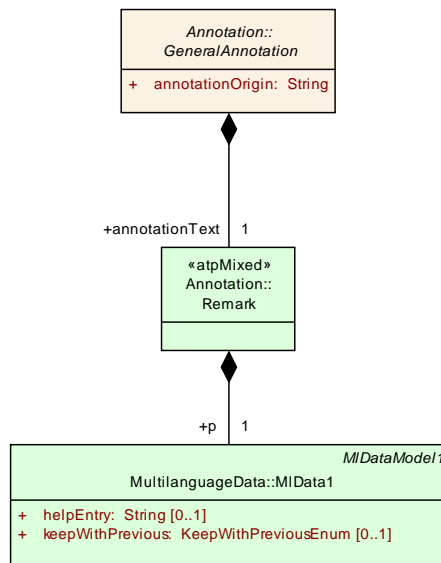 Annotation::
GeneralAnnotation
+ annotationOrigin: String
+annotationText 1
«atpMixed»
Annotation::
Remark
+p 1
MlDataModel1
MultilanguageData::MlData1
+ helpEntry: String [0..1]
+ keepWithPrevious: KeepWithPreviousEnum [0..1]